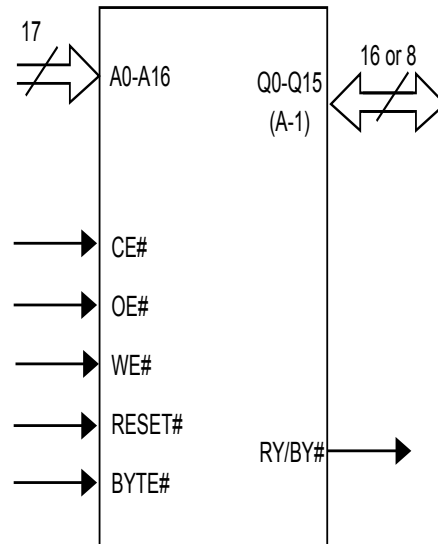 17
A0-A16
16 or 8
Q0-Q15
(A-1)
CE#
OE#
WE#
RESET#
RY/BY#
BYTE#